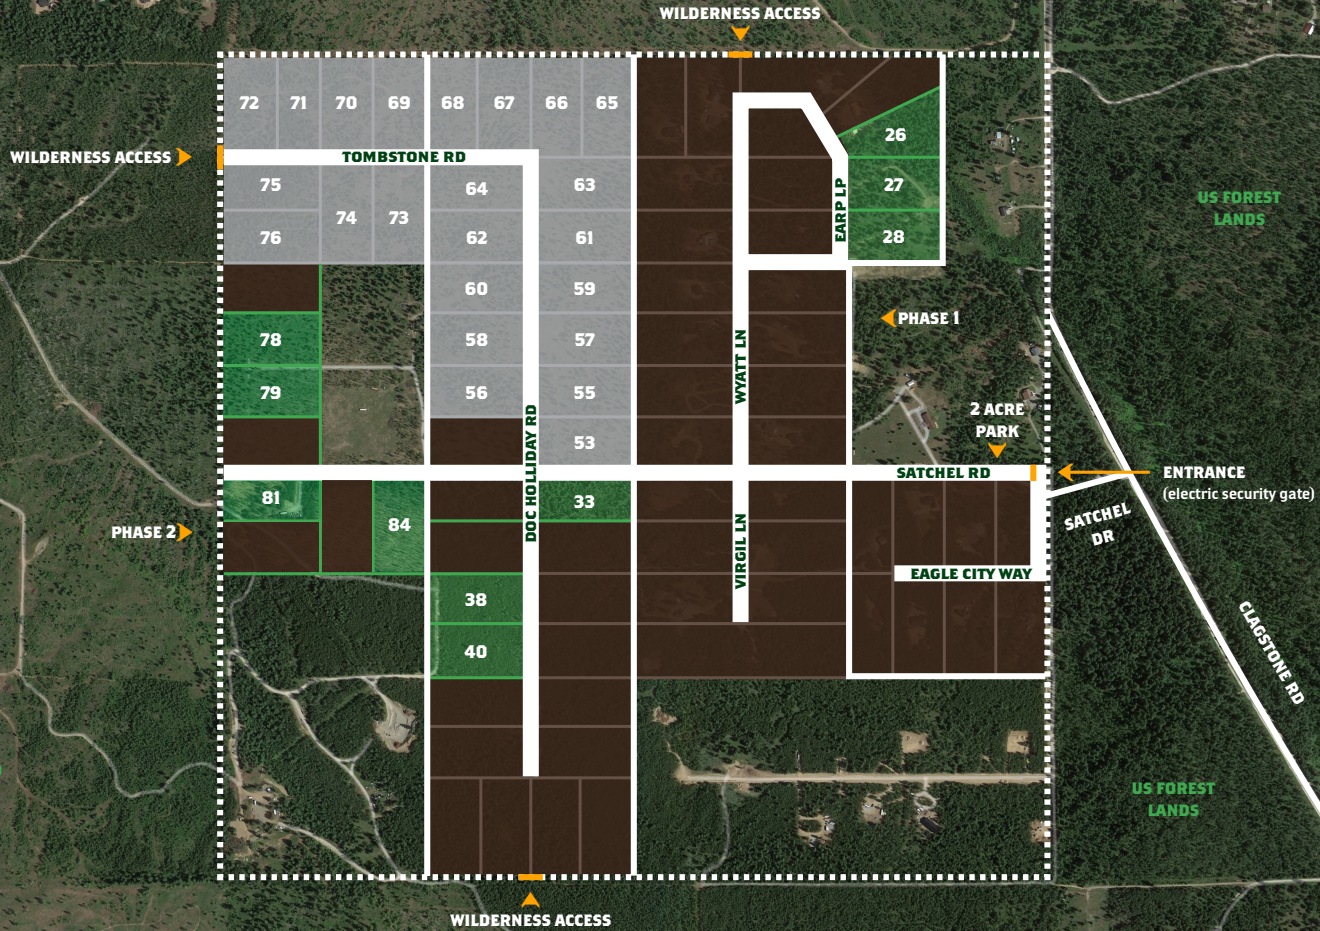 WILDERNESS ACCESS
72 71 70 69 68 67 66 65
26
WILDERNESS ACCESS
TOMBSTONE RD
75
74
73
64
63
27
EARP LP
US FOREST
LANDS
76
62
61
28
60
59
78
58
57
WYATT LN
PHASE 1
79
56
55
2 ACRE
PARK
DOC HOLLIDAY RD
53
SATCHEL RD
ENTRANCE
(electric security gate)
81
84
33
VIRGIL LN
SATCHEL
DR
PHASE 2
EAGLE CITY WAY
38
40
CLAGSTONE RD
US FOREST
LANDS
WILDERNESS ACCESS